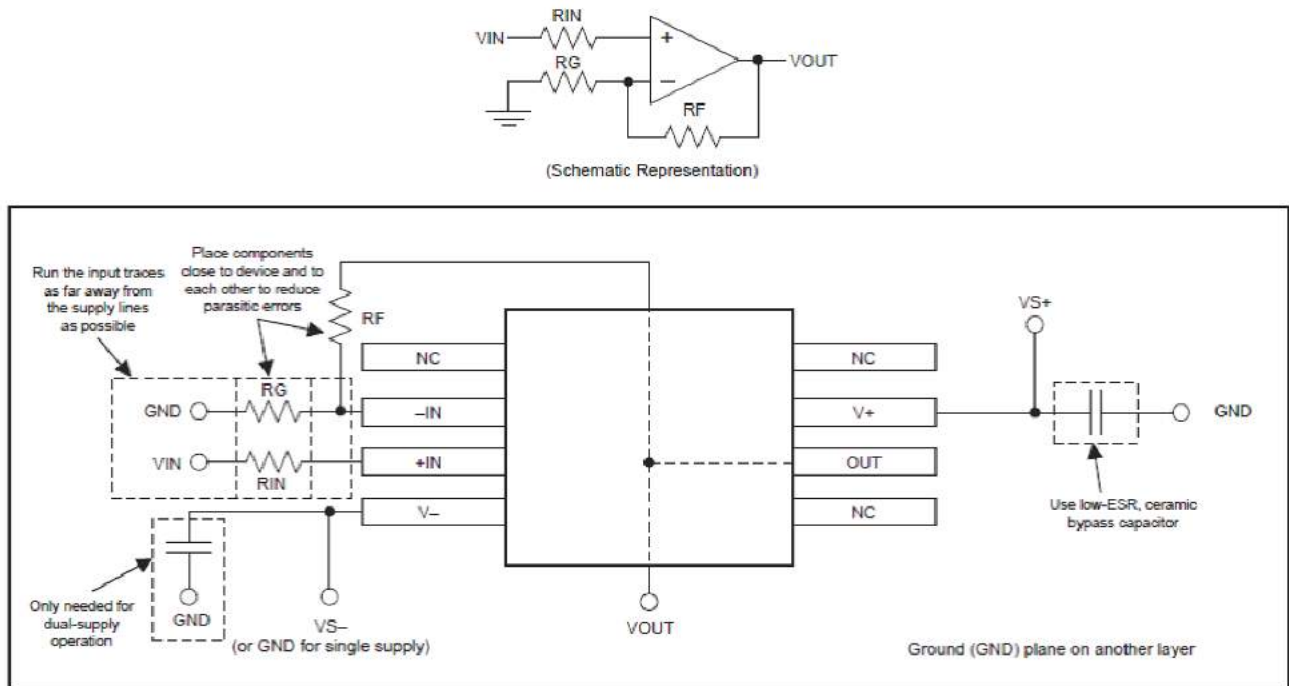 RIN
VIN
+
VOUT
RG
–
RF
(Schematic Representation)
Run the input traces
as far away from
the supply lines
as possible
Place components
close to device and to
each other to reduce
parasitic errors
RF
VS+
NC
NC
RG
GND
–IN
V+
GND
VIN
+IN
OUT
RIN
V–
NC
Use low-ESR, ceramic
bypass capacitor
Only needed for
dual-supply
operation
GND
VS–
(or GND for single supply)
VOUT
Ground (GND) plane on another layer